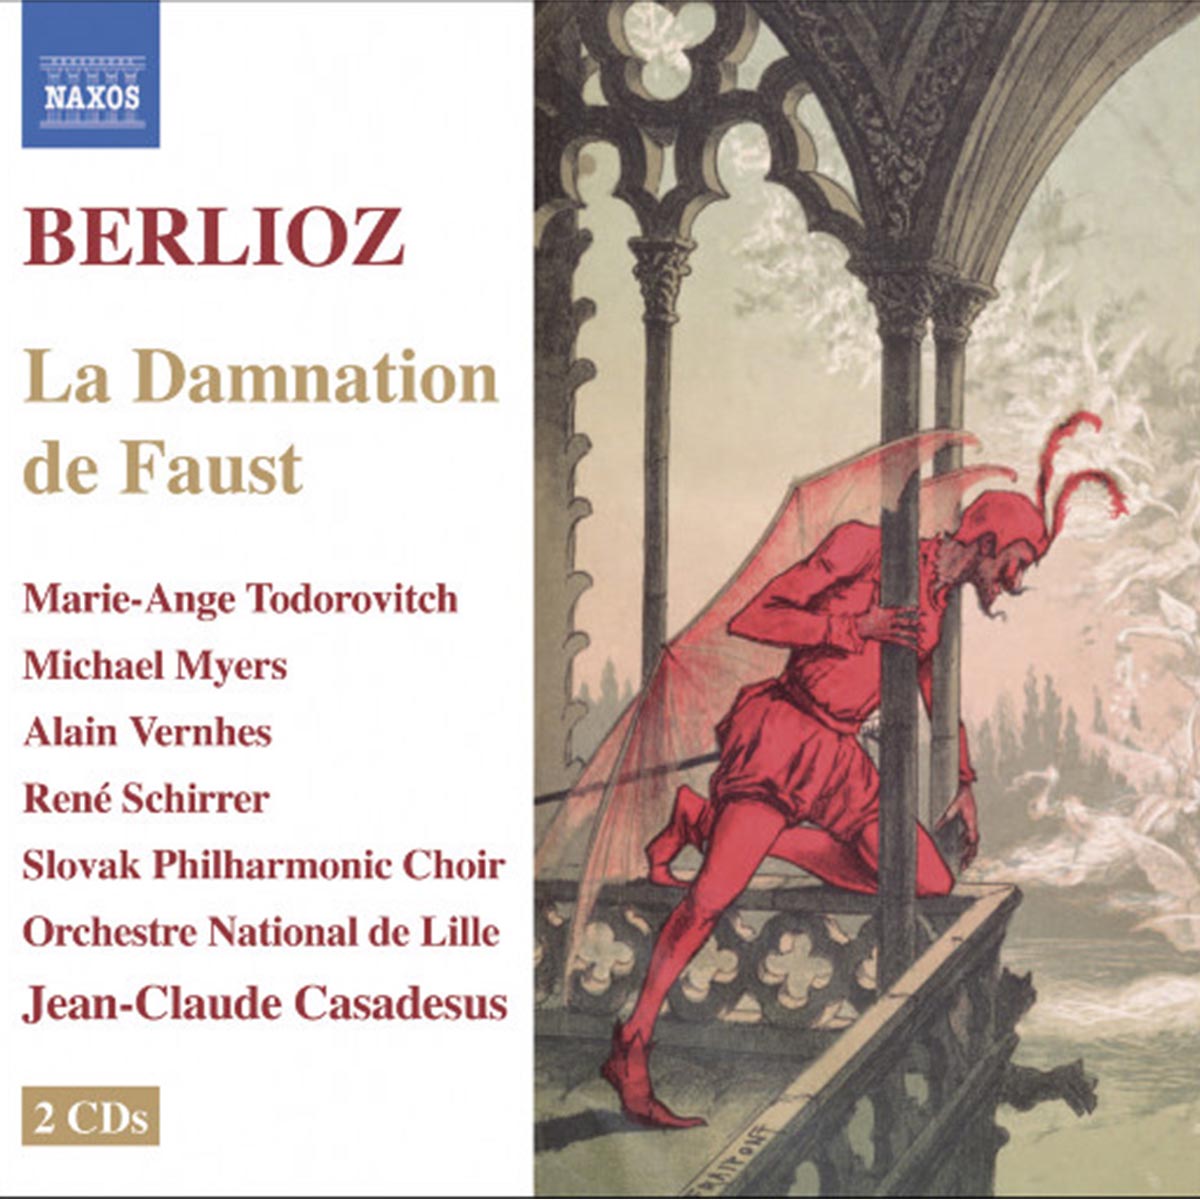 NAXOS
BERLIOZ
La Damnation
de Faust
Marie-Ange Todorovitch
Michael Myers
Alain Vernhes
René Schirrer
Slovak Philharmonic Choir
Orchestre National de Lille
Jean-Claude Casadesus
2 CDs